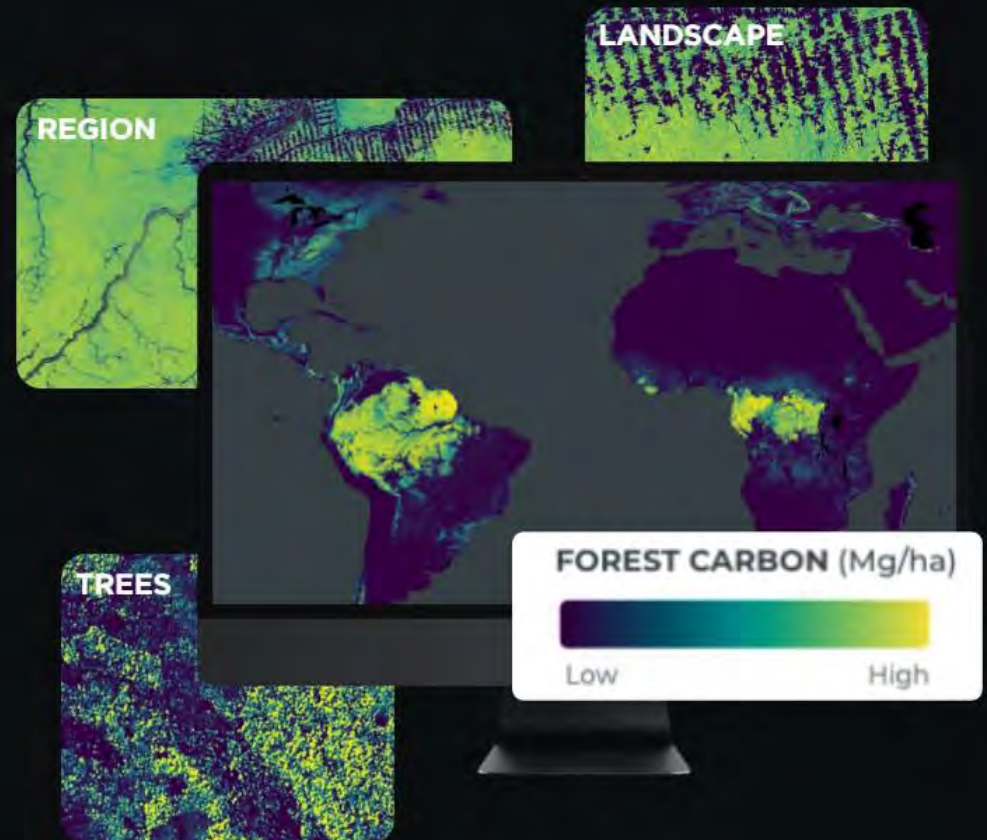 LANDSCAPE
REGION
TREES
FOREST CARBON (Mg/ha)
Low High